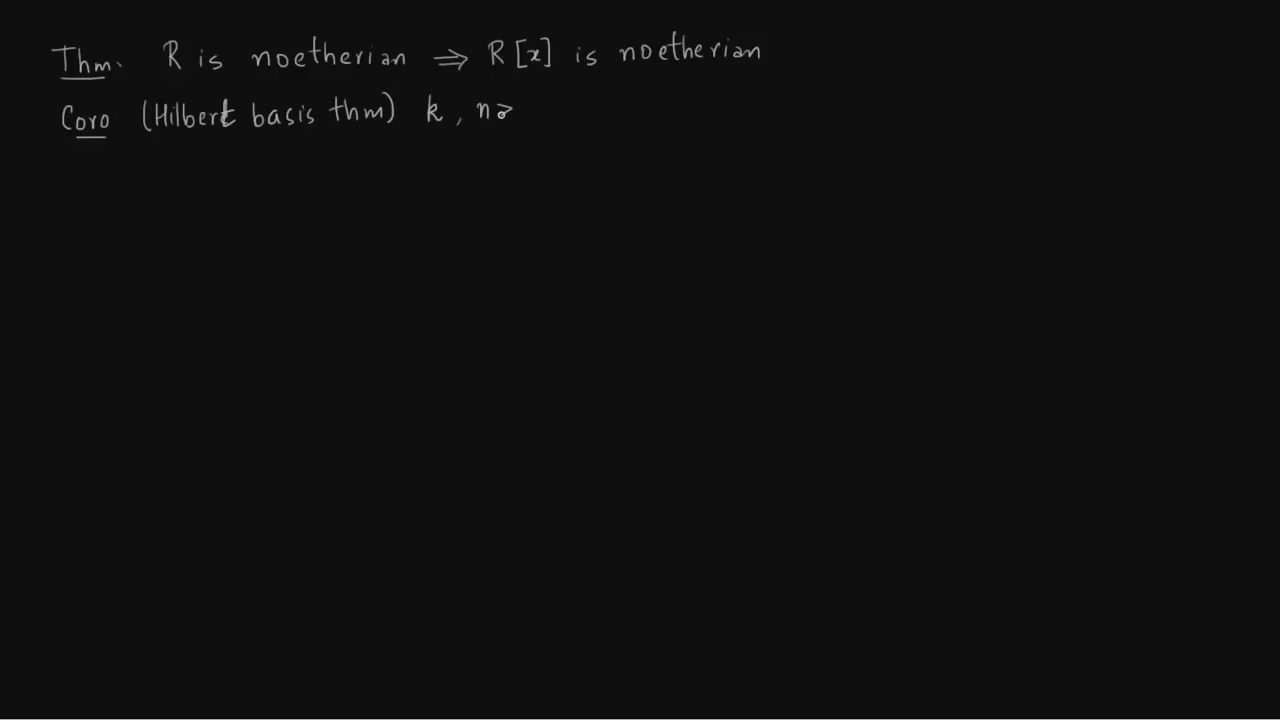 Thm. R is noetherian ⇒ R[x] is noetherian
Coro (Hilbert basis thm) k, n>